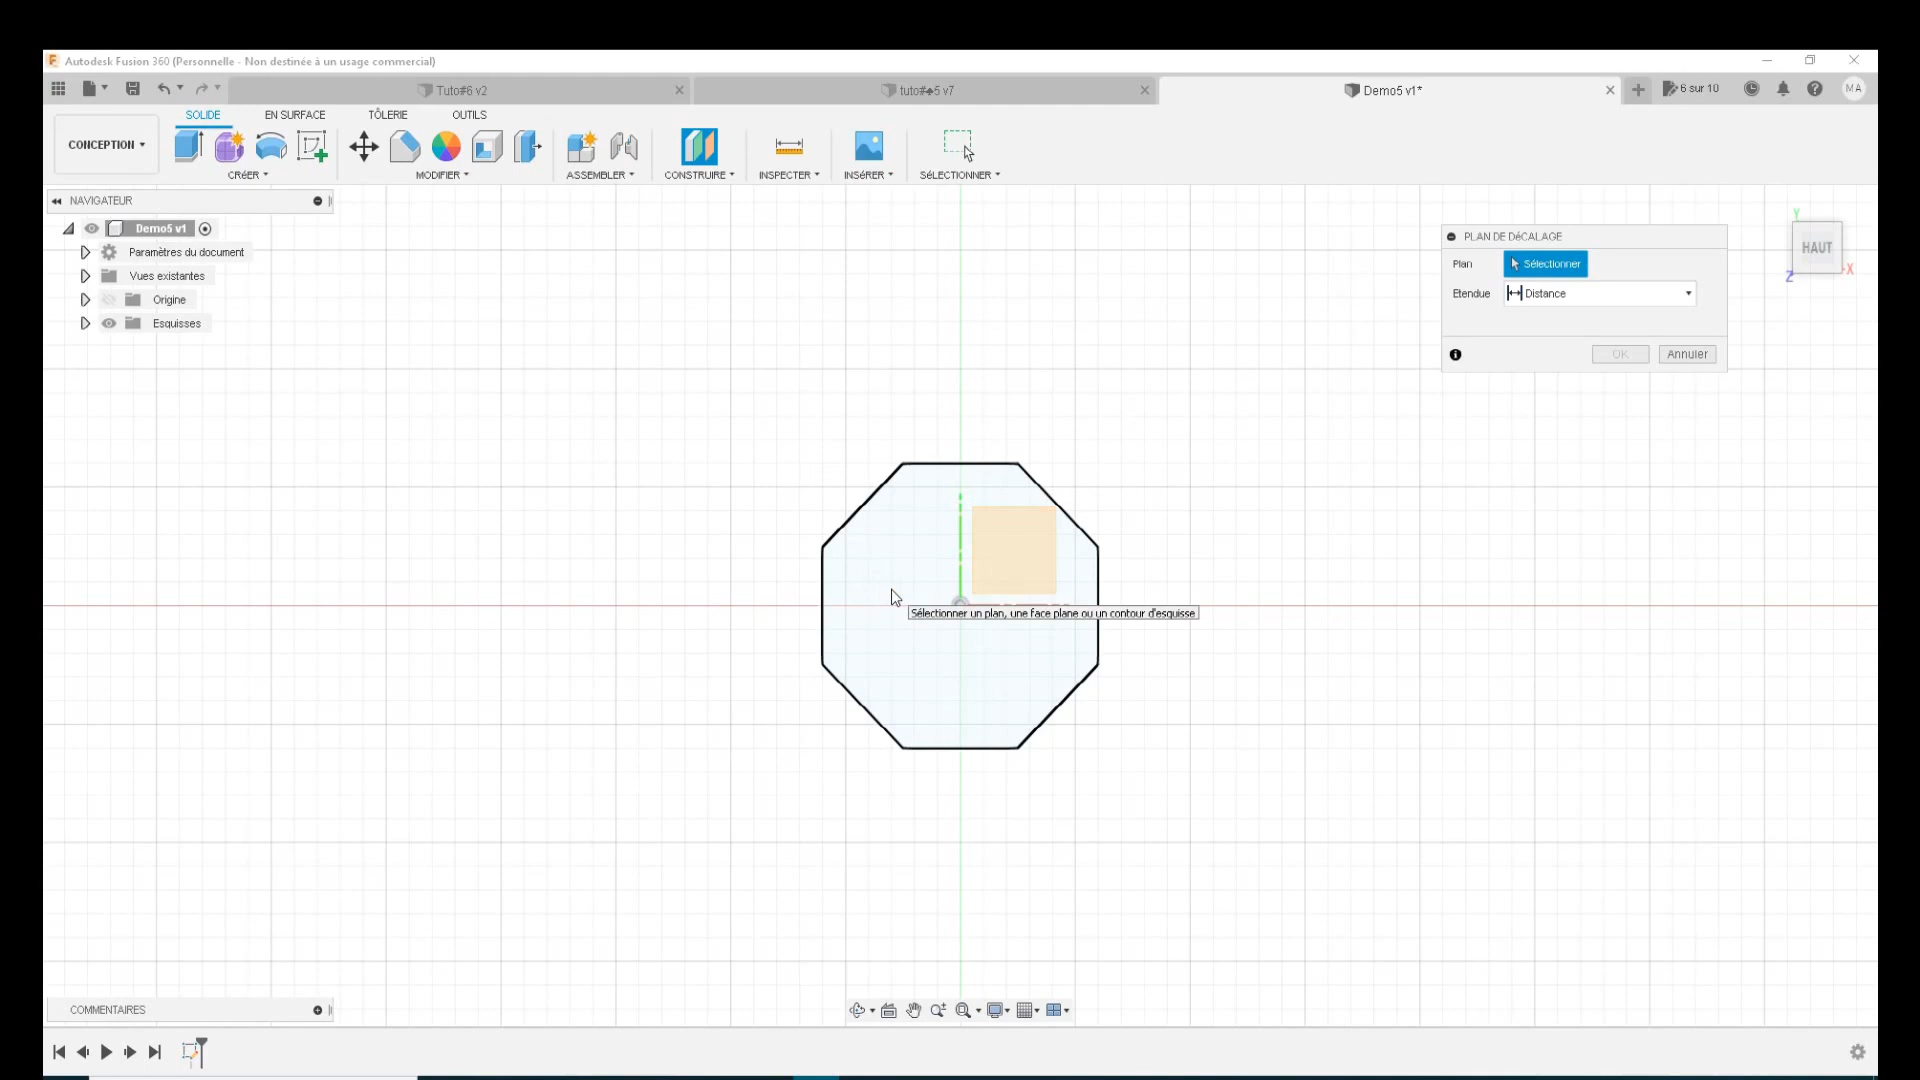 Autodesk Fusion 360 (Personnelle - Non destinée à un usage commercial)
Tuto#6 v2
tuto#♠5 v7
Demo5 v1*
6 sur 10
MA
SOLIDE
EN SURFACE
TÔLERIE
OUTILS
CONCEPTION
CRéER
MODIFIER
ASSEMBLER
CONSTRUIRE
INSPECTER
INSéRER
SéLECTIONNER
NAVIGATEUR
Demo5 v1
Paramètres du document
Vues existantes
Origine
Esquisses
PLAN DE DéCALAGE
Plan
Sélectionner
Etendue
Distance
OK
Annuler
Y
HAUT
X
Z
Sélectionner un plan, une face plane ou un contour d'esquisse
COMMENTAIRES